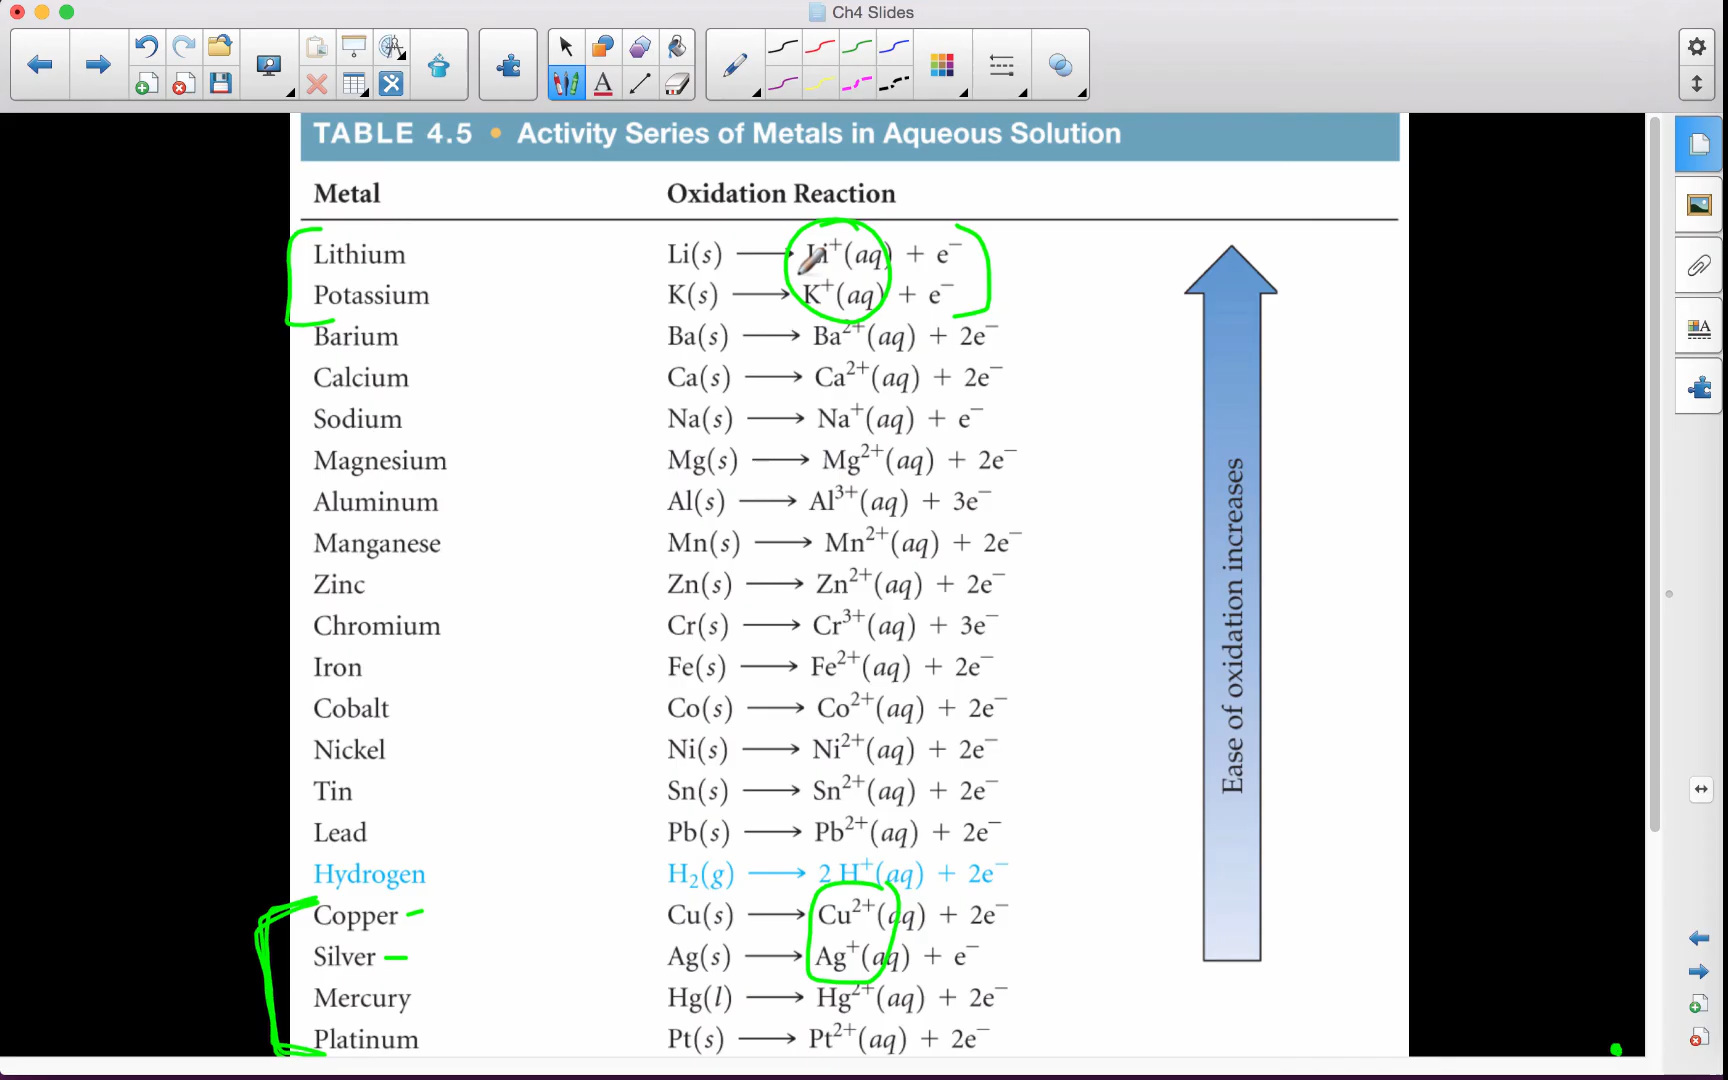 Ch4 Slides
TABLE 4.5 • Activity Series of Metals in Aqueous Solution
Metal Oxidation Reaction
Lithium Li(s) ⟶ Li⁺(aq) + e⁻
Potassium K(s) ⟶ K⁺(aq) + e⁻
Barium Ba(s) ⟶ Ba²⁺(aq) + 2e⁻
Calcium Ca(s) ⟶ Ca²⁺(aq) + 2e⁻
Sodium Na(s) ⟶ Na⁺(aq) + e⁻
Magnesium Mg(s) ⟶ Mg²⁺(aq) + 2e⁻
Aluminum Al(s) ⟶ Al³⁺(aq) + 3e⁻
Manganese Mn(s) ⟶ Mn²⁺(aq) + 2e⁻
Zinc Zn(s) ⟶ Zn²⁺(aq) + 2e⁻
Chromium Cr(s) ⟶ Cr³⁺(aq) + 3e⁻
Iron Fe(s) ⟶ Fe²⁺(aq) + 2e⁻
Cobalt Co(s) ⟶ Co²⁺(aq) + 2e⁻
Nickel Ni(s) ⟶ Ni²⁺(aq) + 2e⁻
Tin Sn(s) ⟶ Sn²⁺(aq) + 2e⁻
Lead Pb(s) ⟶ Pb²⁺(aq) + 2e⁻
Hydrogen H₂(g) ⟶ 2 H⁺(aq) + 2e⁻
Copper Cu(s) ⟶ Cu²⁺(aq) + 2e⁻
Silver Ag(s) ⟶ Ag⁺(aq) + e⁻
Mercury Hg(l) ⟶ Hg²⁺(aq) + 2e⁻
Platinum Pt(s) ⟶ Pt²⁺(aq) + 2e⁻
Ease of oxidation increases